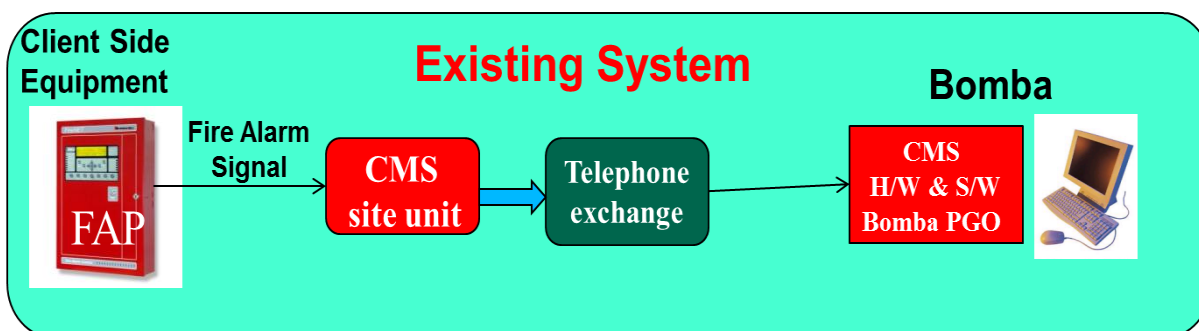 Client Side
Equipment
Existing System
Bomba
Fire Alarm
Signal
FAP
CMS
site unit
Telephone
exchange
CMS
H/W & S/W
Bomba PGO